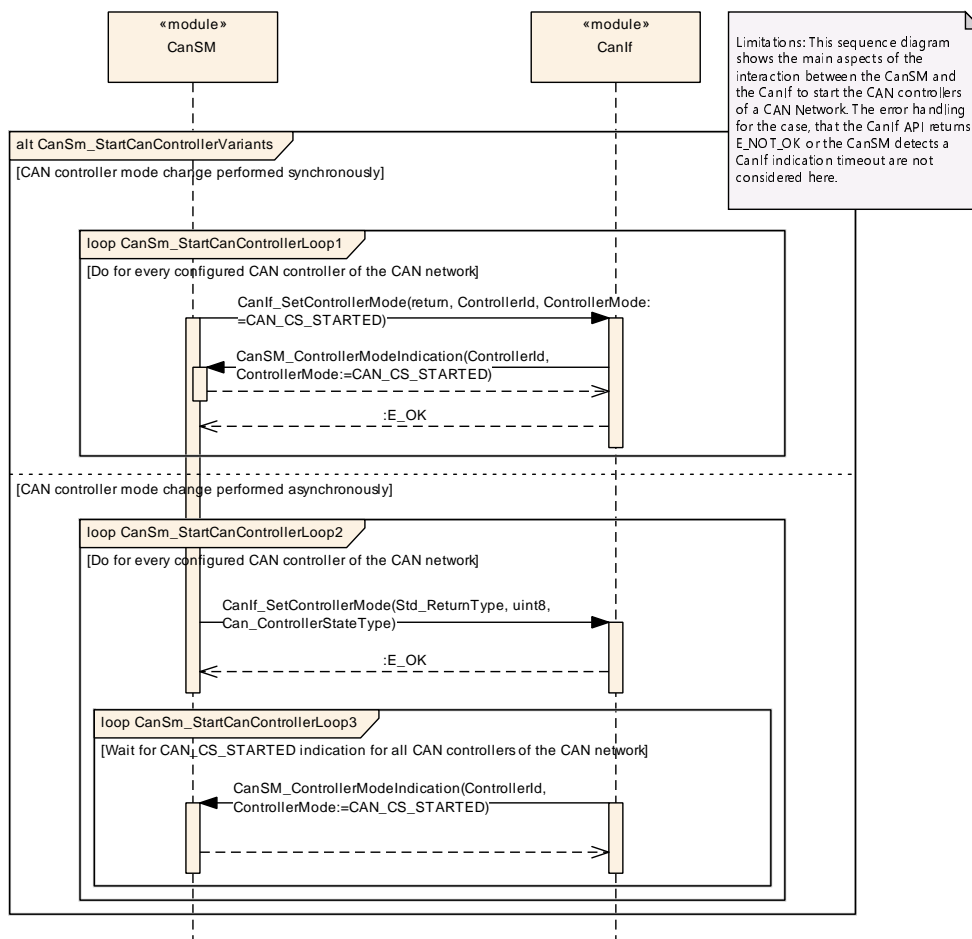 «module»
CanSM
«module»
CanIf
Limitations: This sequence diagram
shows the main aspects of the
interaction between the CanSM and
the CanIf to start the CAN controllers
of a CAN Network. The error handling
for the case, that the CanIf API returns
E_NOT_OK or the CanSM detects a
CanIf indication timeout are not
considered here.
alt CanSm_StartCanControllerVariants
[CAN controller mode change performed synchronously]
loop CanSm_StartCanControllerLoop1
[Do for every configured CAN controller of the CAN network]
CanIf_SetControllerMode(return, ControllerId, ControllerMode:
=CAN_CS_STARTED)
CanSM_ControllerModeIndication(ControllerId,
ControllerMode:=CAN_CS_STARTED)
:E_OK
[CAN controller mode change performed asynchronously]
loop CanSm_StartCanControllerLoop2
[Do for every configured CAN controller of the CAN network]
CanIf_SetControllerMode(Std_ReturnType, uint8,
Can_ControllerStateType)
:E_OK
loop CanSm_StartCanControllerLoop3
[Wait for CAN_CS_STARTED indication for all CAN controllers of the CAN network]
CanSM_ControllerModeIndication(ControllerId,
ControllerMode:=CAN_CS_STARTED)